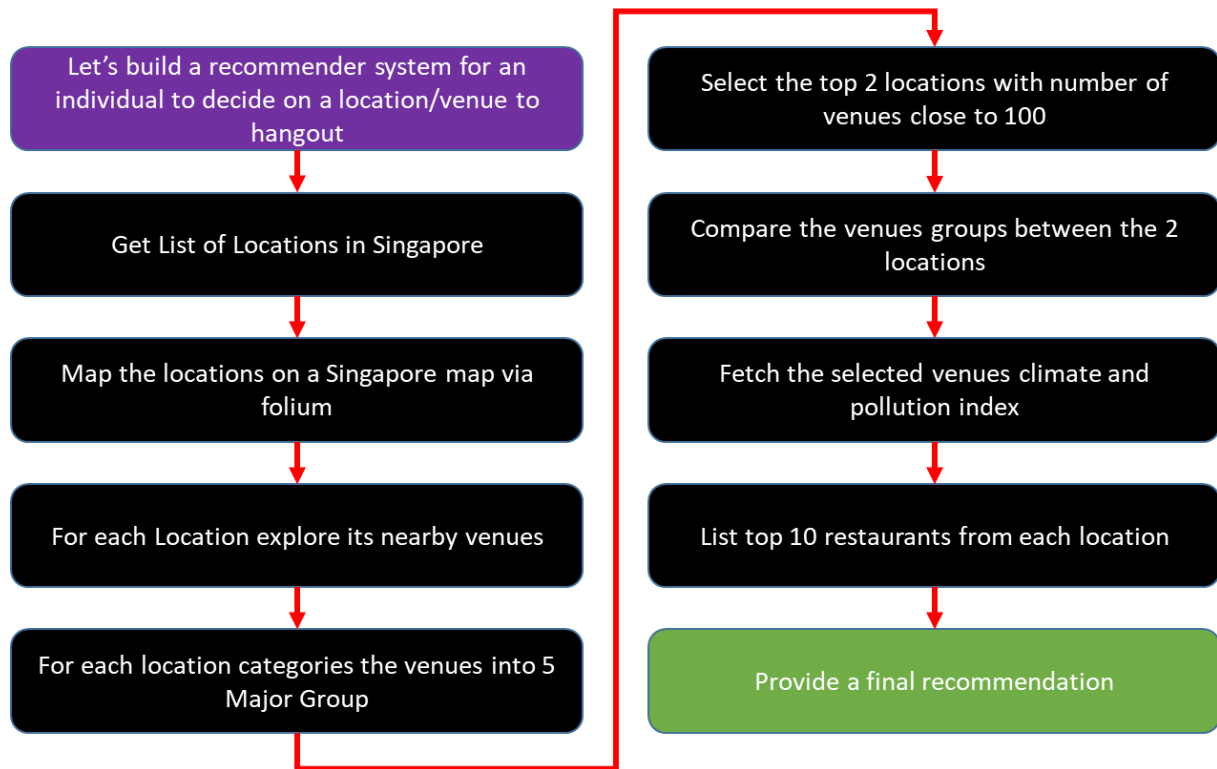 Let’s build a recommender system for an
individual to decide on a location/venue to
hangout
Get List of Locations in Singapore
Map the locations on a Singapore map via
folium
For each Location explore its nearby venues
For each location categories the venues into 5
Major Group
Select the top 2 locations with number of
venues close to 100
Compare the venues groups between the 2
locations
Fetch the selected venues climate and
pollution index
List top 10 restaurants from each location
Provide a final recommendation